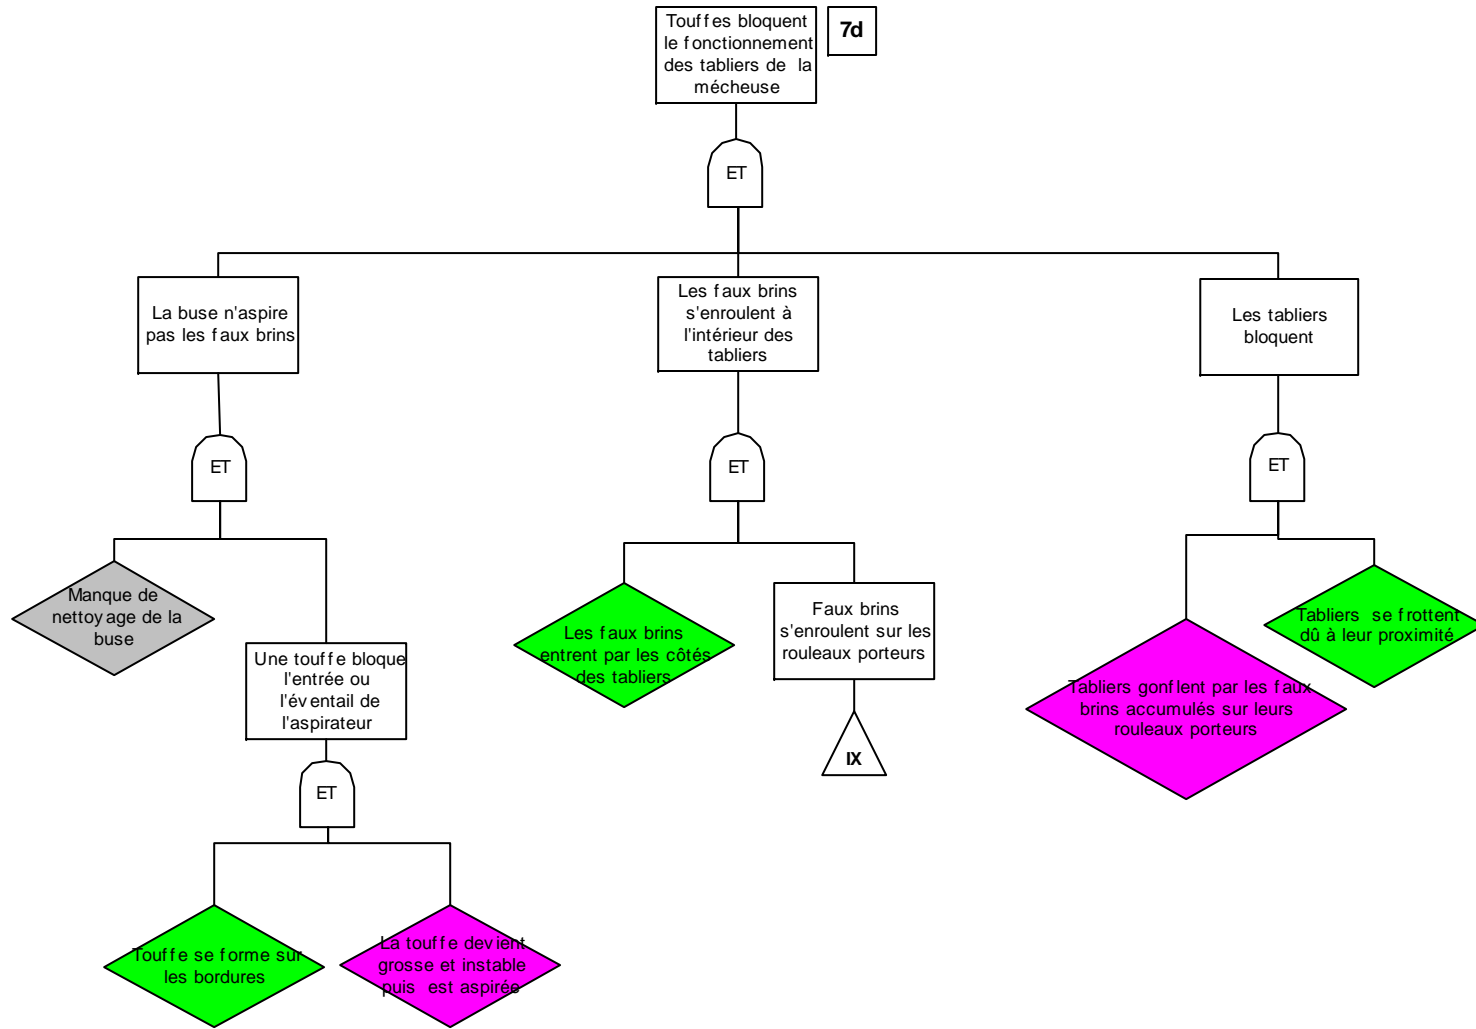 Touffes bloquent
le fonctionnement
des tabliers de la
mécheuse
7d
ET
La buse n'aspire
pas les faux brins
Les faux brins
s'enroulent à
l'intérieur des
tabliers
Les tabliers
bloquent
ET
ET
ET
Manque de
nettoyage de la
buse
Une touffe bloque
l'entrée ou
l'éventail de
l'aspirateur
Les faux brins
entrent par les côtés
des tabliers
Faux brins
s'enroulent sur les
rouleaux porteurs
Tabliers gonflent par les faux
brins accumulés sur leurs
rouleaux porteurs
Tabliers se frottent
dû à leur proximité
IX
ET
Touffe se forme sur
les bordures
La touffe devient
grosse et instable
puis est aspirée